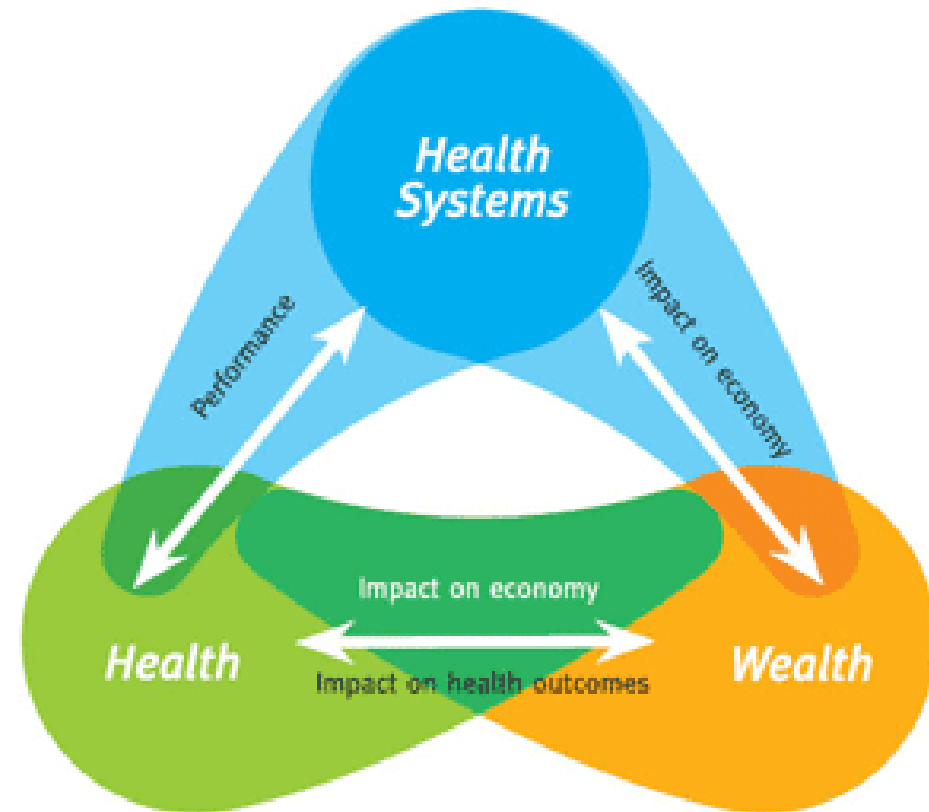 Health
Systems
Performance
Impact on economy
Impact on economy
Health
Impact on health outcomes
Wealth